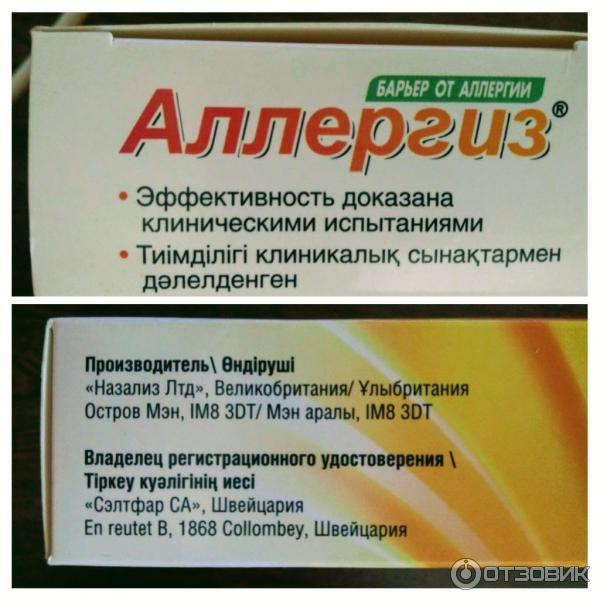 БАРЬЕР ОТ АЛЛЕРГИИ
Аллергиз®
• Эффективность доказана
клиническими испытаниями
• Тиімділігі клиникалық сынақтармен
дәлелденген
Производитель\ Өндіруші
«Назализ Лтд», Великобритания/ Ұлыбритания
Остров Мэн, IM8 3DT/ Мэн аралы, IM8 3DT
Владелец регистрационного удостоверения \
Тіркеу куәлігінің иесі
«Сэлтфар СА», Швейцария
En reutet B, 1868 Collombey, Швейцария
ОТЗОВИК